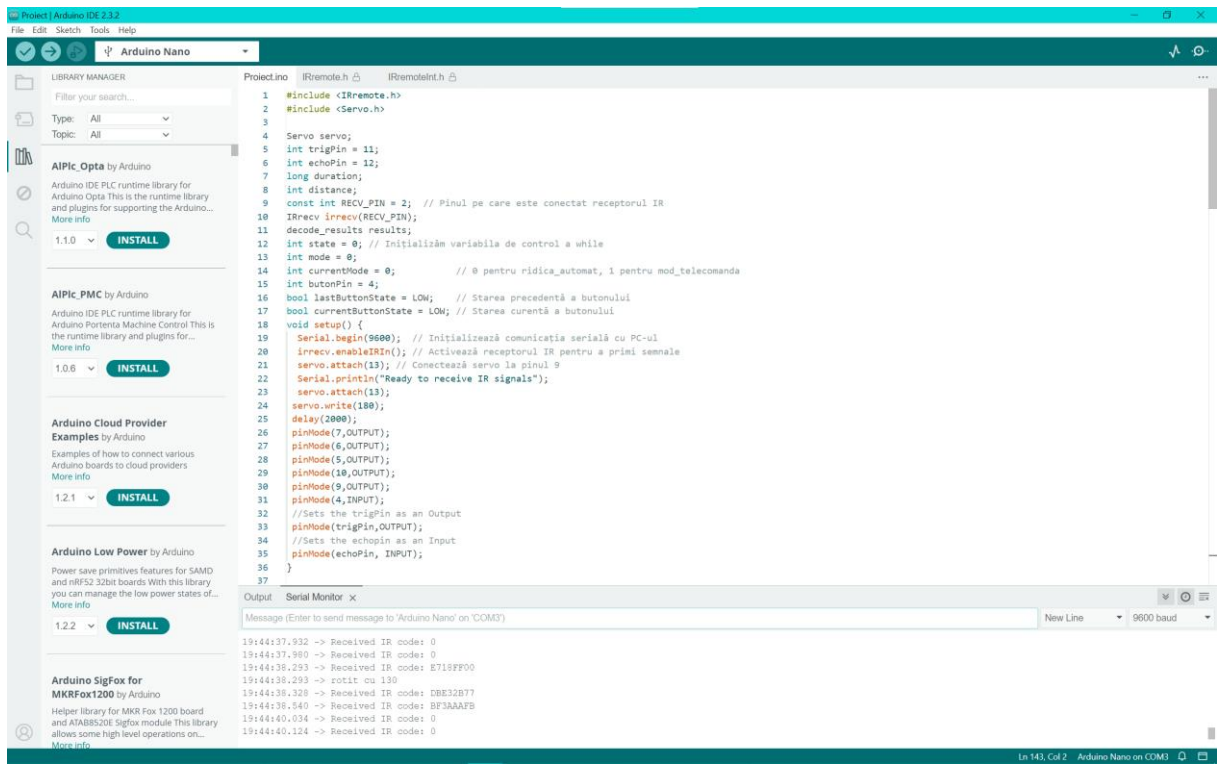 Proiect | Arduino IDE 2.3.2
File Edit Sketch Tools Help
Arduino Nano
LIBRARY MANAGER
Filter your search...
Type: All
Topic: All
AIPlc_Opta by Arduino
Arduino IDE PLC runtime library for
Arduino Opta This is the runtime library
and plugins for supporting the Arduino...
More info
1.1.0 INSTALL
AIPlc_PMC by Arduino
Arduino IDE PLC runtime library for
Arduino Portenta Machine Control This is
the runtime library and plugins for...
More info
1.0.6 INSTALL
Arduino Cloud Provider
Examples by Arduino
Examples of how to connect various
Arduino boards to cloud providers
More info
1.2.1 INSTALL
Arduino Low Power by Arduino
Power save primitives features for SAMD
and nRF52 32bit boards With this library
you can manage the low power states of...
More info
1.2.2 INSTALL
Arduino SigFox for
MKRFox1200 by Arduino
Helper library for MKR Fox 1200 board
and ATAB8520E Sigfox module This library
allows some high level operations on...
More info
Proiect.ino IRremote.h IRremoteInt.h
1 #include <IRremote.h>
2 #include <Servo.h>
3
4 Servo servo;
5 int trigPin = 11;
6 int echoPin = 12;
7 long duration;
8 int distance;
9 const int RECV_PIN = 2; // Pinul pe care este conectat receptorul IR
10 IRrecv irrecv(RECV_PIN);
11 decode_results results;
12 int state = 0; // Inițializăm variabila de control a while
13 int mode = 0;
14 int currentMode = 0; // 0 pentru ridica_automat, 1 pentru mod_telecomanda
15 int butonPin = 4;
16 bool lastButtonState = LOW; // Starea precedentă a butonului
17 bool currentButtonState = LOW; // Starea curentă a butonului
18 void setup() {
19 Serial.begin(9600); // Inițializează comunicația serială cu PC-ul
20 irrecv.enableIRIn(); // Activează receptorul IR pentru a primi semnale
21 servo.attach(13); // Conectează servo la pinul 9
22 Serial.println("Ready to receive IR signals");
23 servo.attach(13);
24 servo.write(180);
25 delay(2000);
26 pinMode(7,OUTPUT);
27 pinMode(6,OUTPUT);
28 pinMode(5,OUTPUT);
29 pinMode(10,OUTPUT);
30 pinMode(9,OUTPUT);
31 pinMode(4,INPUT);
32 //Sets the trigPin as an Output
33 pinMode(trigPin,OUTPUT);
34 //Sets the echopin as an Input
35 pinMode(echoPin, INPUT);
36 }
37
Output Serial Monitor
Message (Enter to send message to 'Arduino Nano' on 'COM3')
New Line 9600 baud
19:44:37.932 -> Received IR code: 0
19:44:37.980 -> Received IR code: 0
19:44:38.293 -> Received IR code: E718FF00
19:44:38.293 -> rotit cu 130
19:44:38.328 -> Received IR code: DBE32B77
19:44:38.540 -> Received IR code: BF3AAAFB
19:44:40.034 -> Received IR code: 0
19:44:40.124 -> Received IR code: 0
Ln 143, Col 2 Arduino Nano on COM3